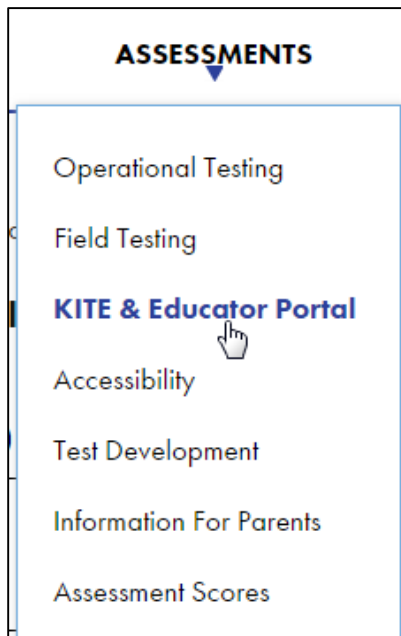 ASSESSMENTS
Operational Testing
Field Testing
KITE & Educator Portal
Accessibility
Test Development
Information For Parents
Assessment Scores